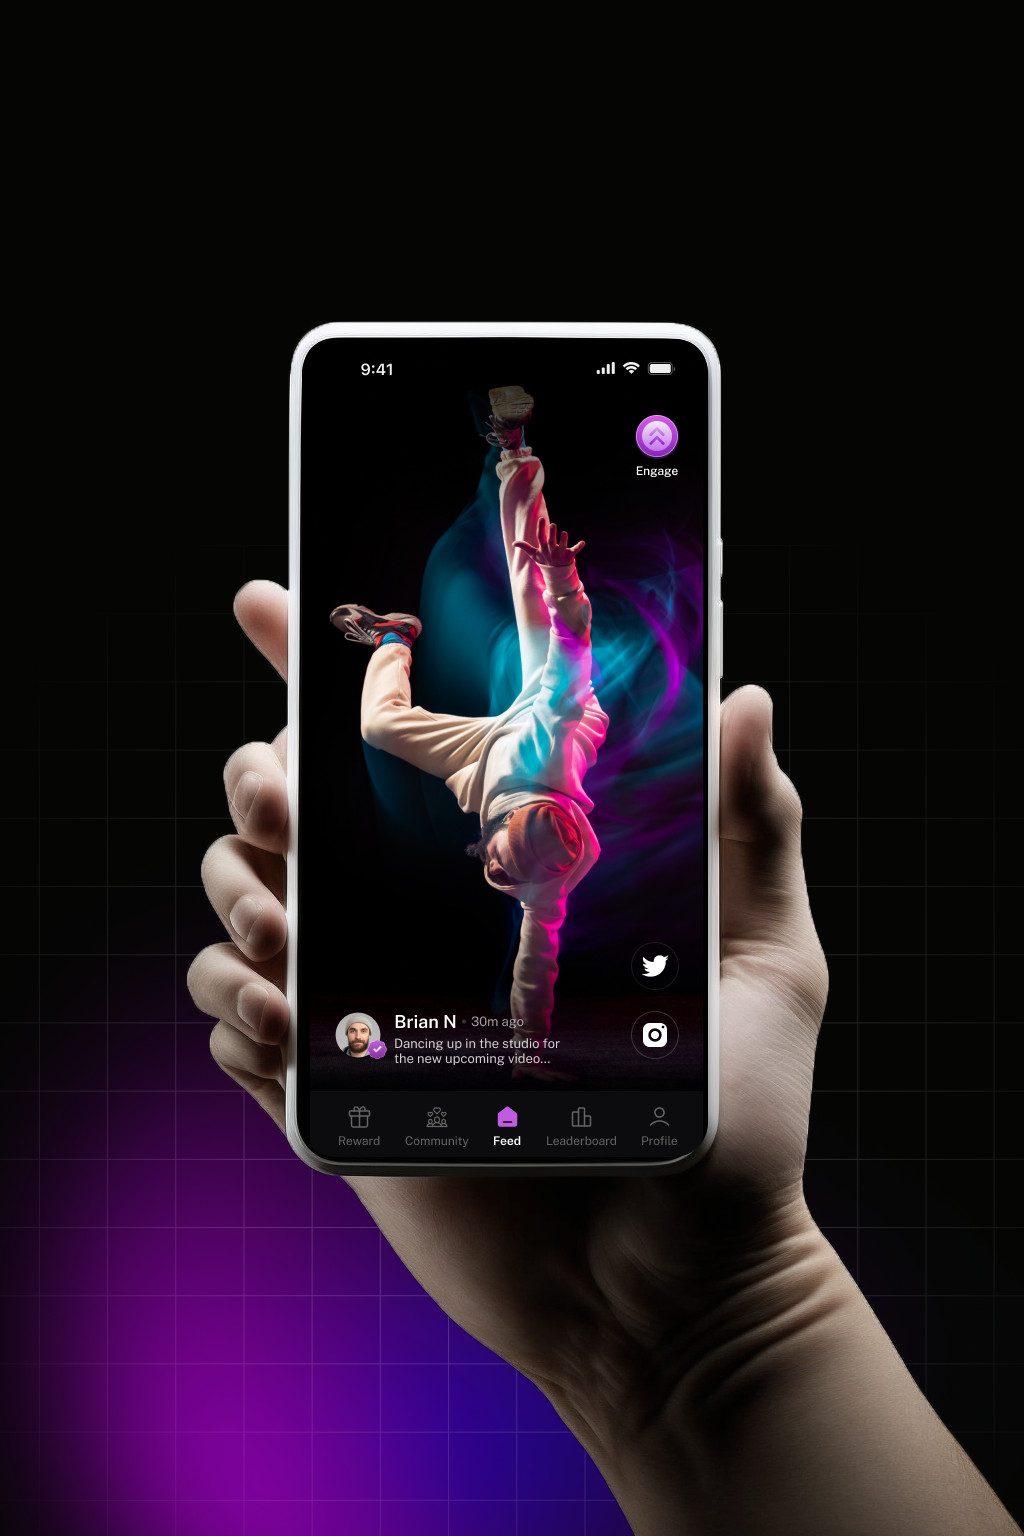 9:41
Engage
Brian N • 30m ago
Dancing up in the studio for
the new upcoming video...
Reward
Community
Feed
Leaderboard
Profile